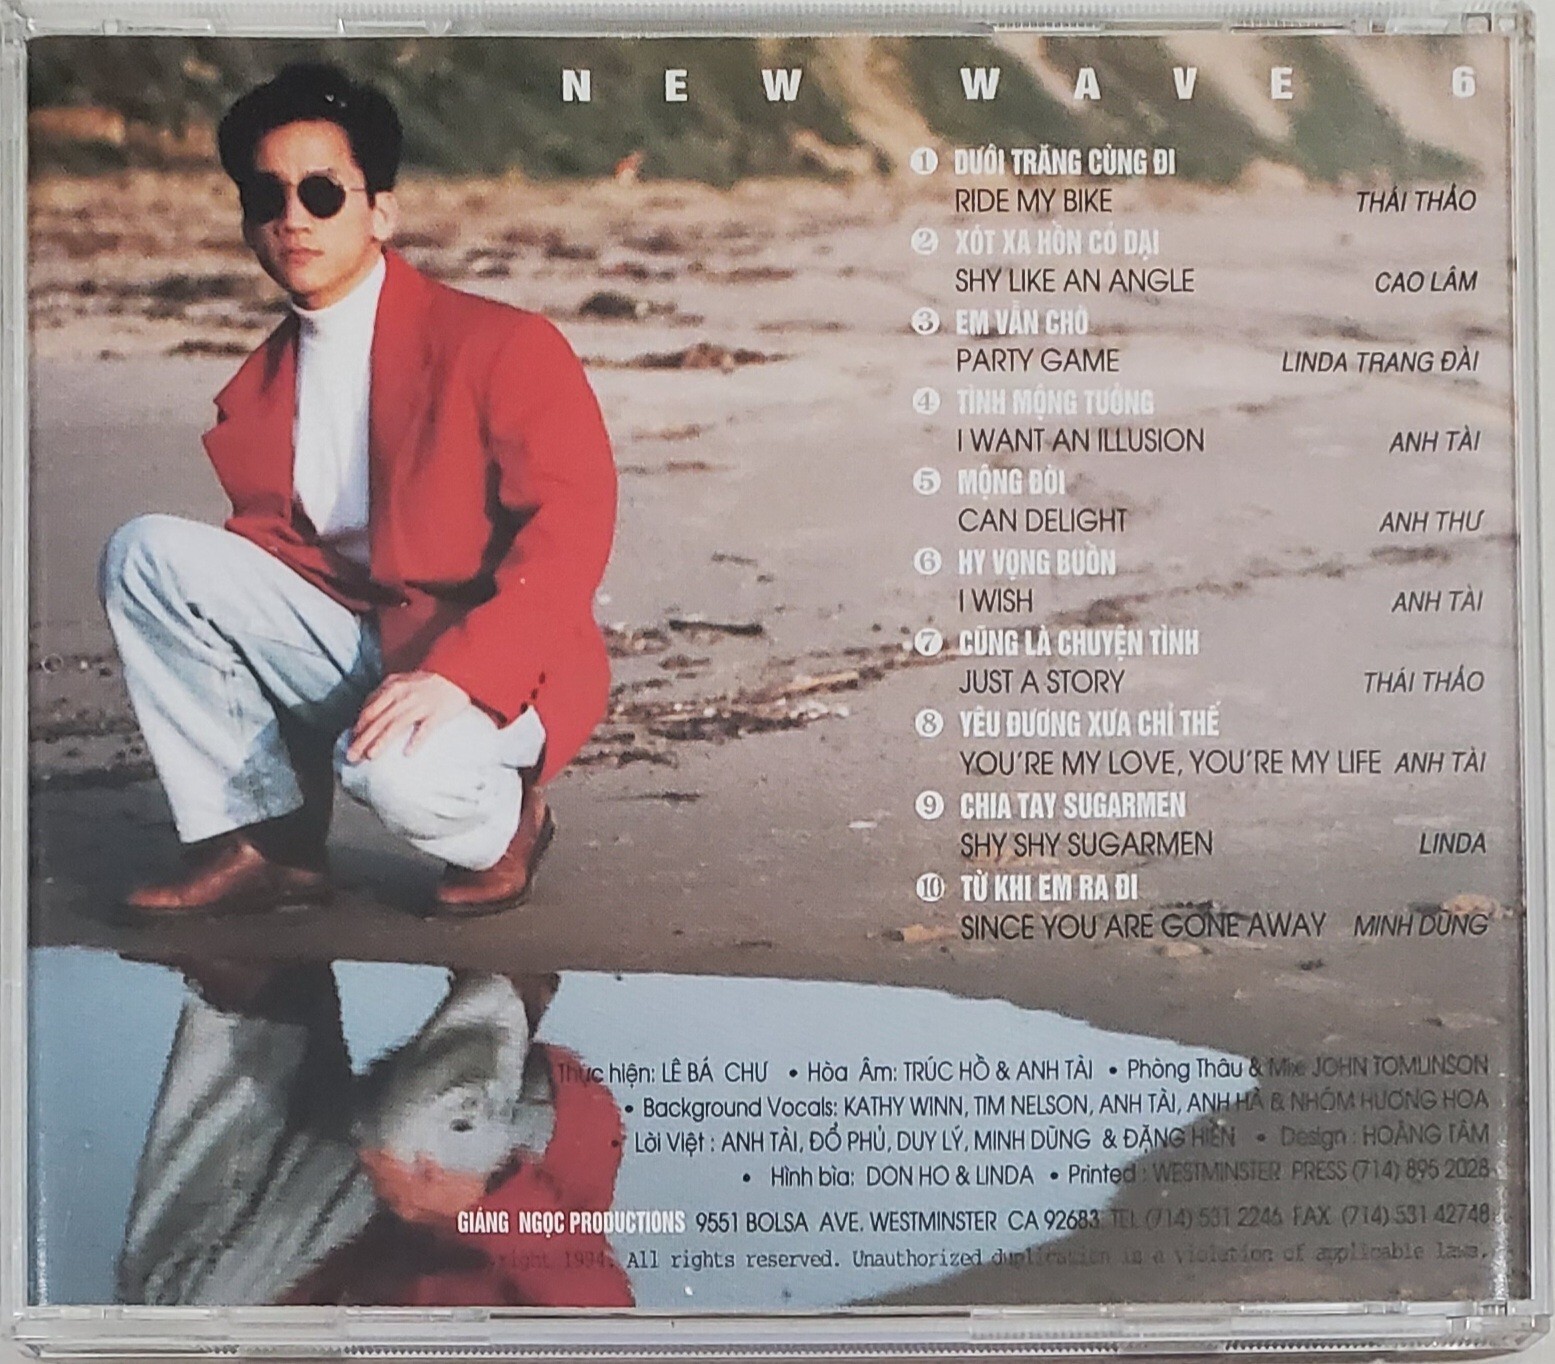 NEW WAVE 6
1 DƯỚI TRĂNG CÙNG ĐI
RIDE MY BIKE THÁI THẢO
2 XÓT XA HỜN CỎ DẠI
SHY LIKE AN ANGLE CAO LÂM
3 EM VẪN CHỜ
PARTY GAME LINDA TRANG ĐÀI
4 TÌNH MỘNG TƯỞNG
I WANT AN ILLUSION ANH TÀI
5 MỘNG ĐỜI
CAN DELIGHT ANH THƯ
6 HY VỌNG BUỒN
I WISH ANH TÀI
7 CŨNG LÀ CHUYỆN TÌNH
JUST A STORY THÁI THẢO
8 YÊU ĐƯƠNG XƯA CHỈ THẾ
YOU'RE MY LOVE, YOU'RE MY LIFE ANH TÀI
9 CHIA TAY SUGARMEN
SHY SHY SUGARMEN LINDA
10 TỪ KHI EM RA ĐI
SINCE YOU ARE GONE AWAY MINH DŨNG
Thực hiện: LÊ BÁ CHƯ • Hòa Âm: TRÚC HỒ & ANH TÀI • Phòng Thâu & Mixe JOHN TOMLINSON
• Background Vocals: KATHY WINN, TIM NELSON, ANH TÀI, ANH HÀ & NHÓM HƯƠNG HOA
• Lời Việt : ANH TÀI, ĐỔ PHỦ, DUY LÝ, MINH DŨNG & ĐẶNG HIỀN • Design : HOÀNG TÂM
• Hình bìa: DON HO & LINDA • Printed : WESTMINSTER PRESS (714) 895 2028
GIÁNG NGỌC PRODUCTIONS 9551 BOLSA AVE. WESTMINSTER CA 92683 TEL (714) 531 2246 FAX (714) 531 42748
1994. All rights reserved. Unauthorized duplication is a violation of applicable laws.